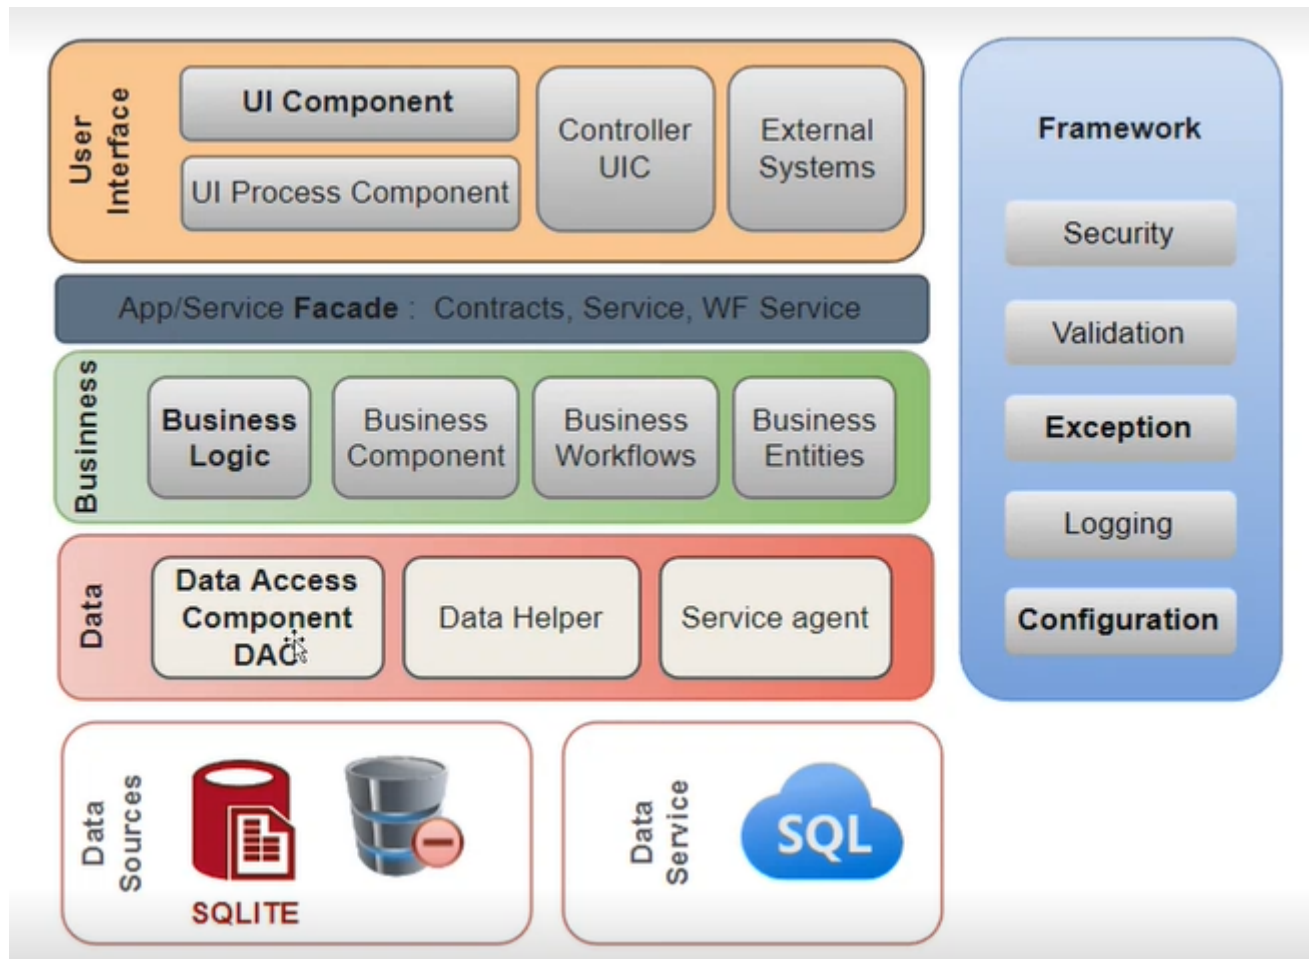 User
Interface
UI Component
UI Process Component
Controller
UIC
External
Systems
App/Service Facade : Contracts, Service, WF Service
Businness
Business
Logic
Business
Component
Business
Workflows
Business
Entities
Data
Data Access
Component
DAC
Data Helper
Service agent
Data
Sources
SQLITE
Data
Service
SQL
Framework
Security
Validation
Exception
Logging
Configuration